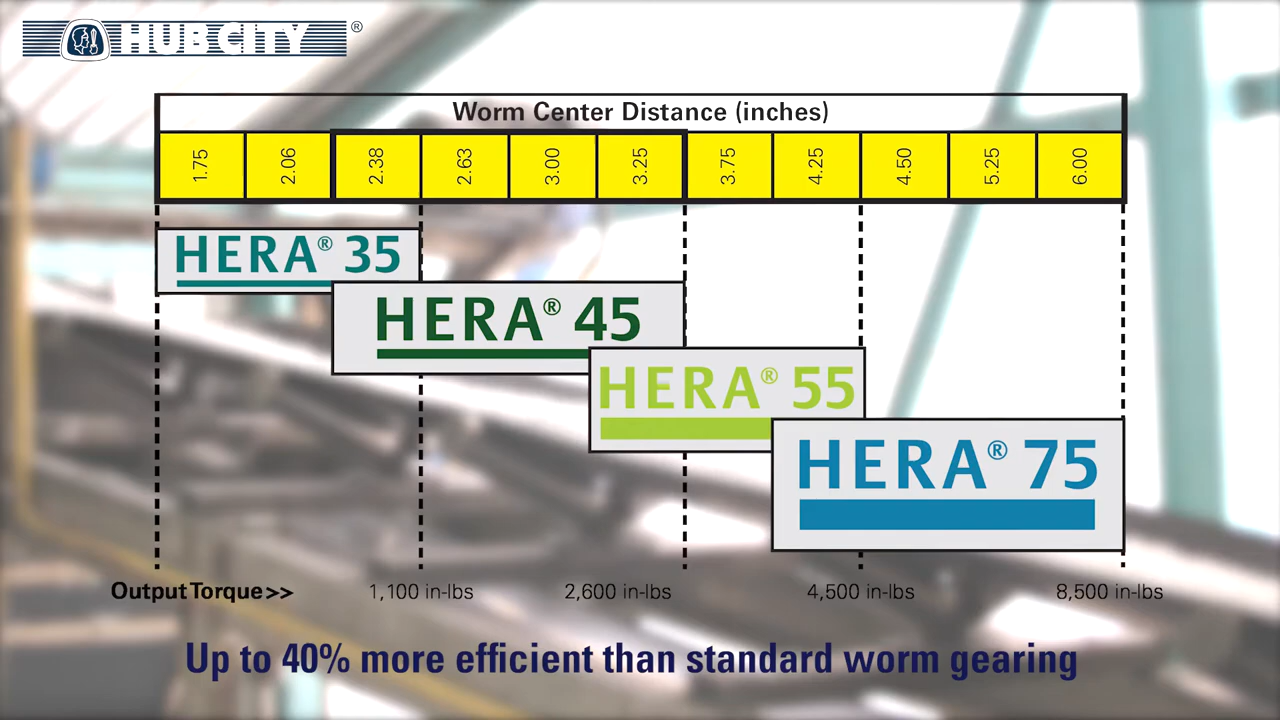 HUB CITY®
Worm Center Distance (inches)
1.75 2.06 2.38 2.63 3.00 3.25 3.75 4.25 4.50 5.25 6.00
HERA® 35
HERA® 45
HERA® 55
HERA® 75
Output Torque>> 1,100 in-lbs 2,600 in-lbs 4,500 in-lbs 8,500 in-lbs
Up to 40% more efficient than standard worm gearing